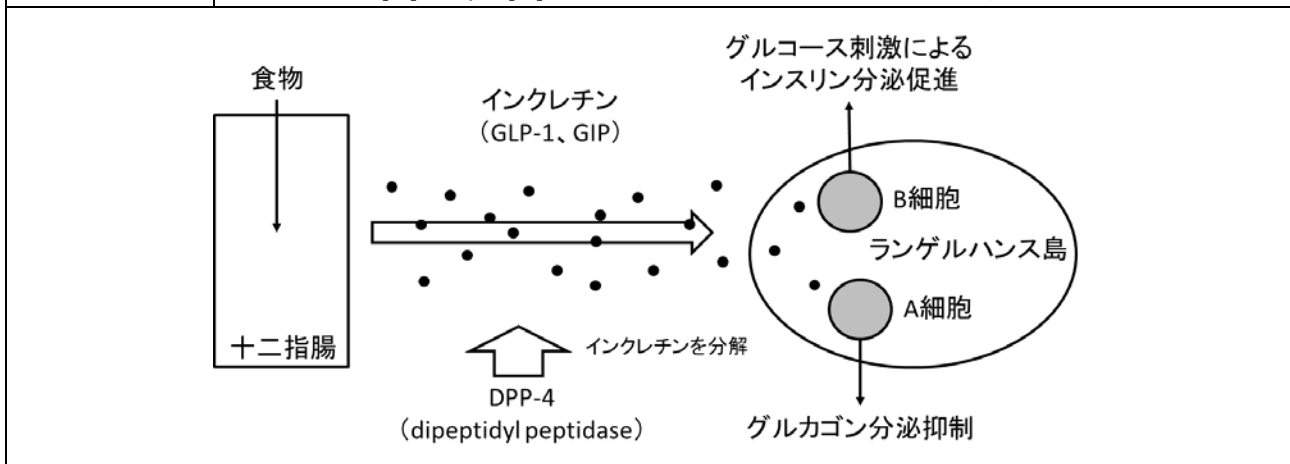 食物
十二指腸
インクレチン
（GLP-1、GIP）
インクレチンを分解
DPP-4
（dipeptidyl peptidase）
グルコース刺激による
インスリン分泌促進
B細胞
ランゲルハンス島
A細胞
グルカゴン分泌抑制